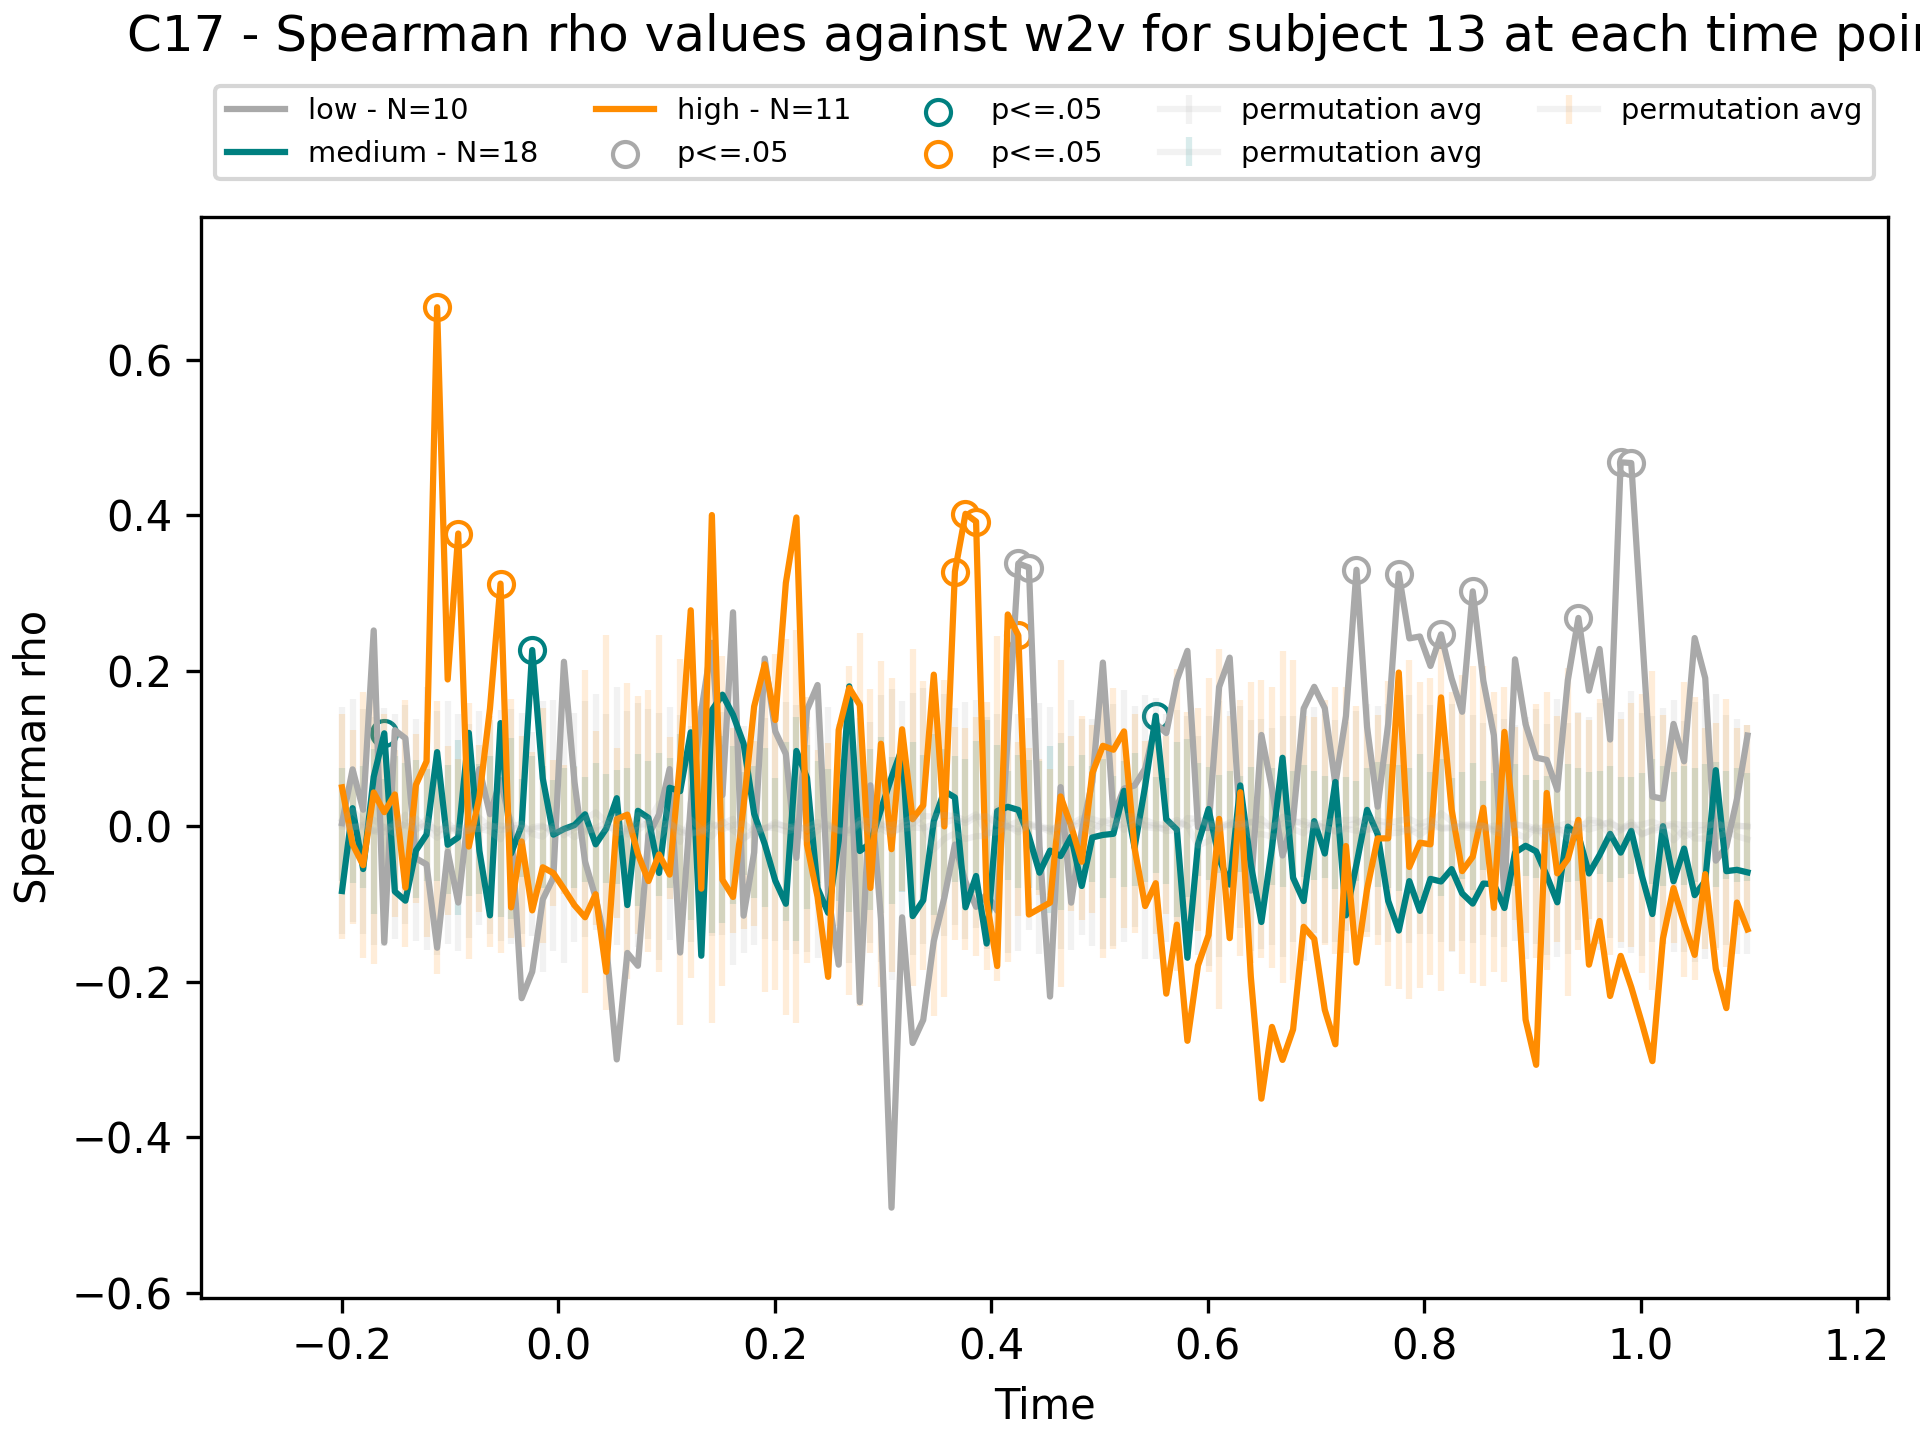 C17 - Spearman rho values against w2v for subject 13 at each time
low - N=10
medium - N=18
high - N=11
p<=.05
p<=.05
p<=.05
permutation avg
permutation avg
permutation avg
Spearman rho
0.6
0.4
0.2
0.0
−0.2
−0.4
−0.6
−0.2
0.0
0.2
0.4
0.6
0.8
1.0
1.2
Time